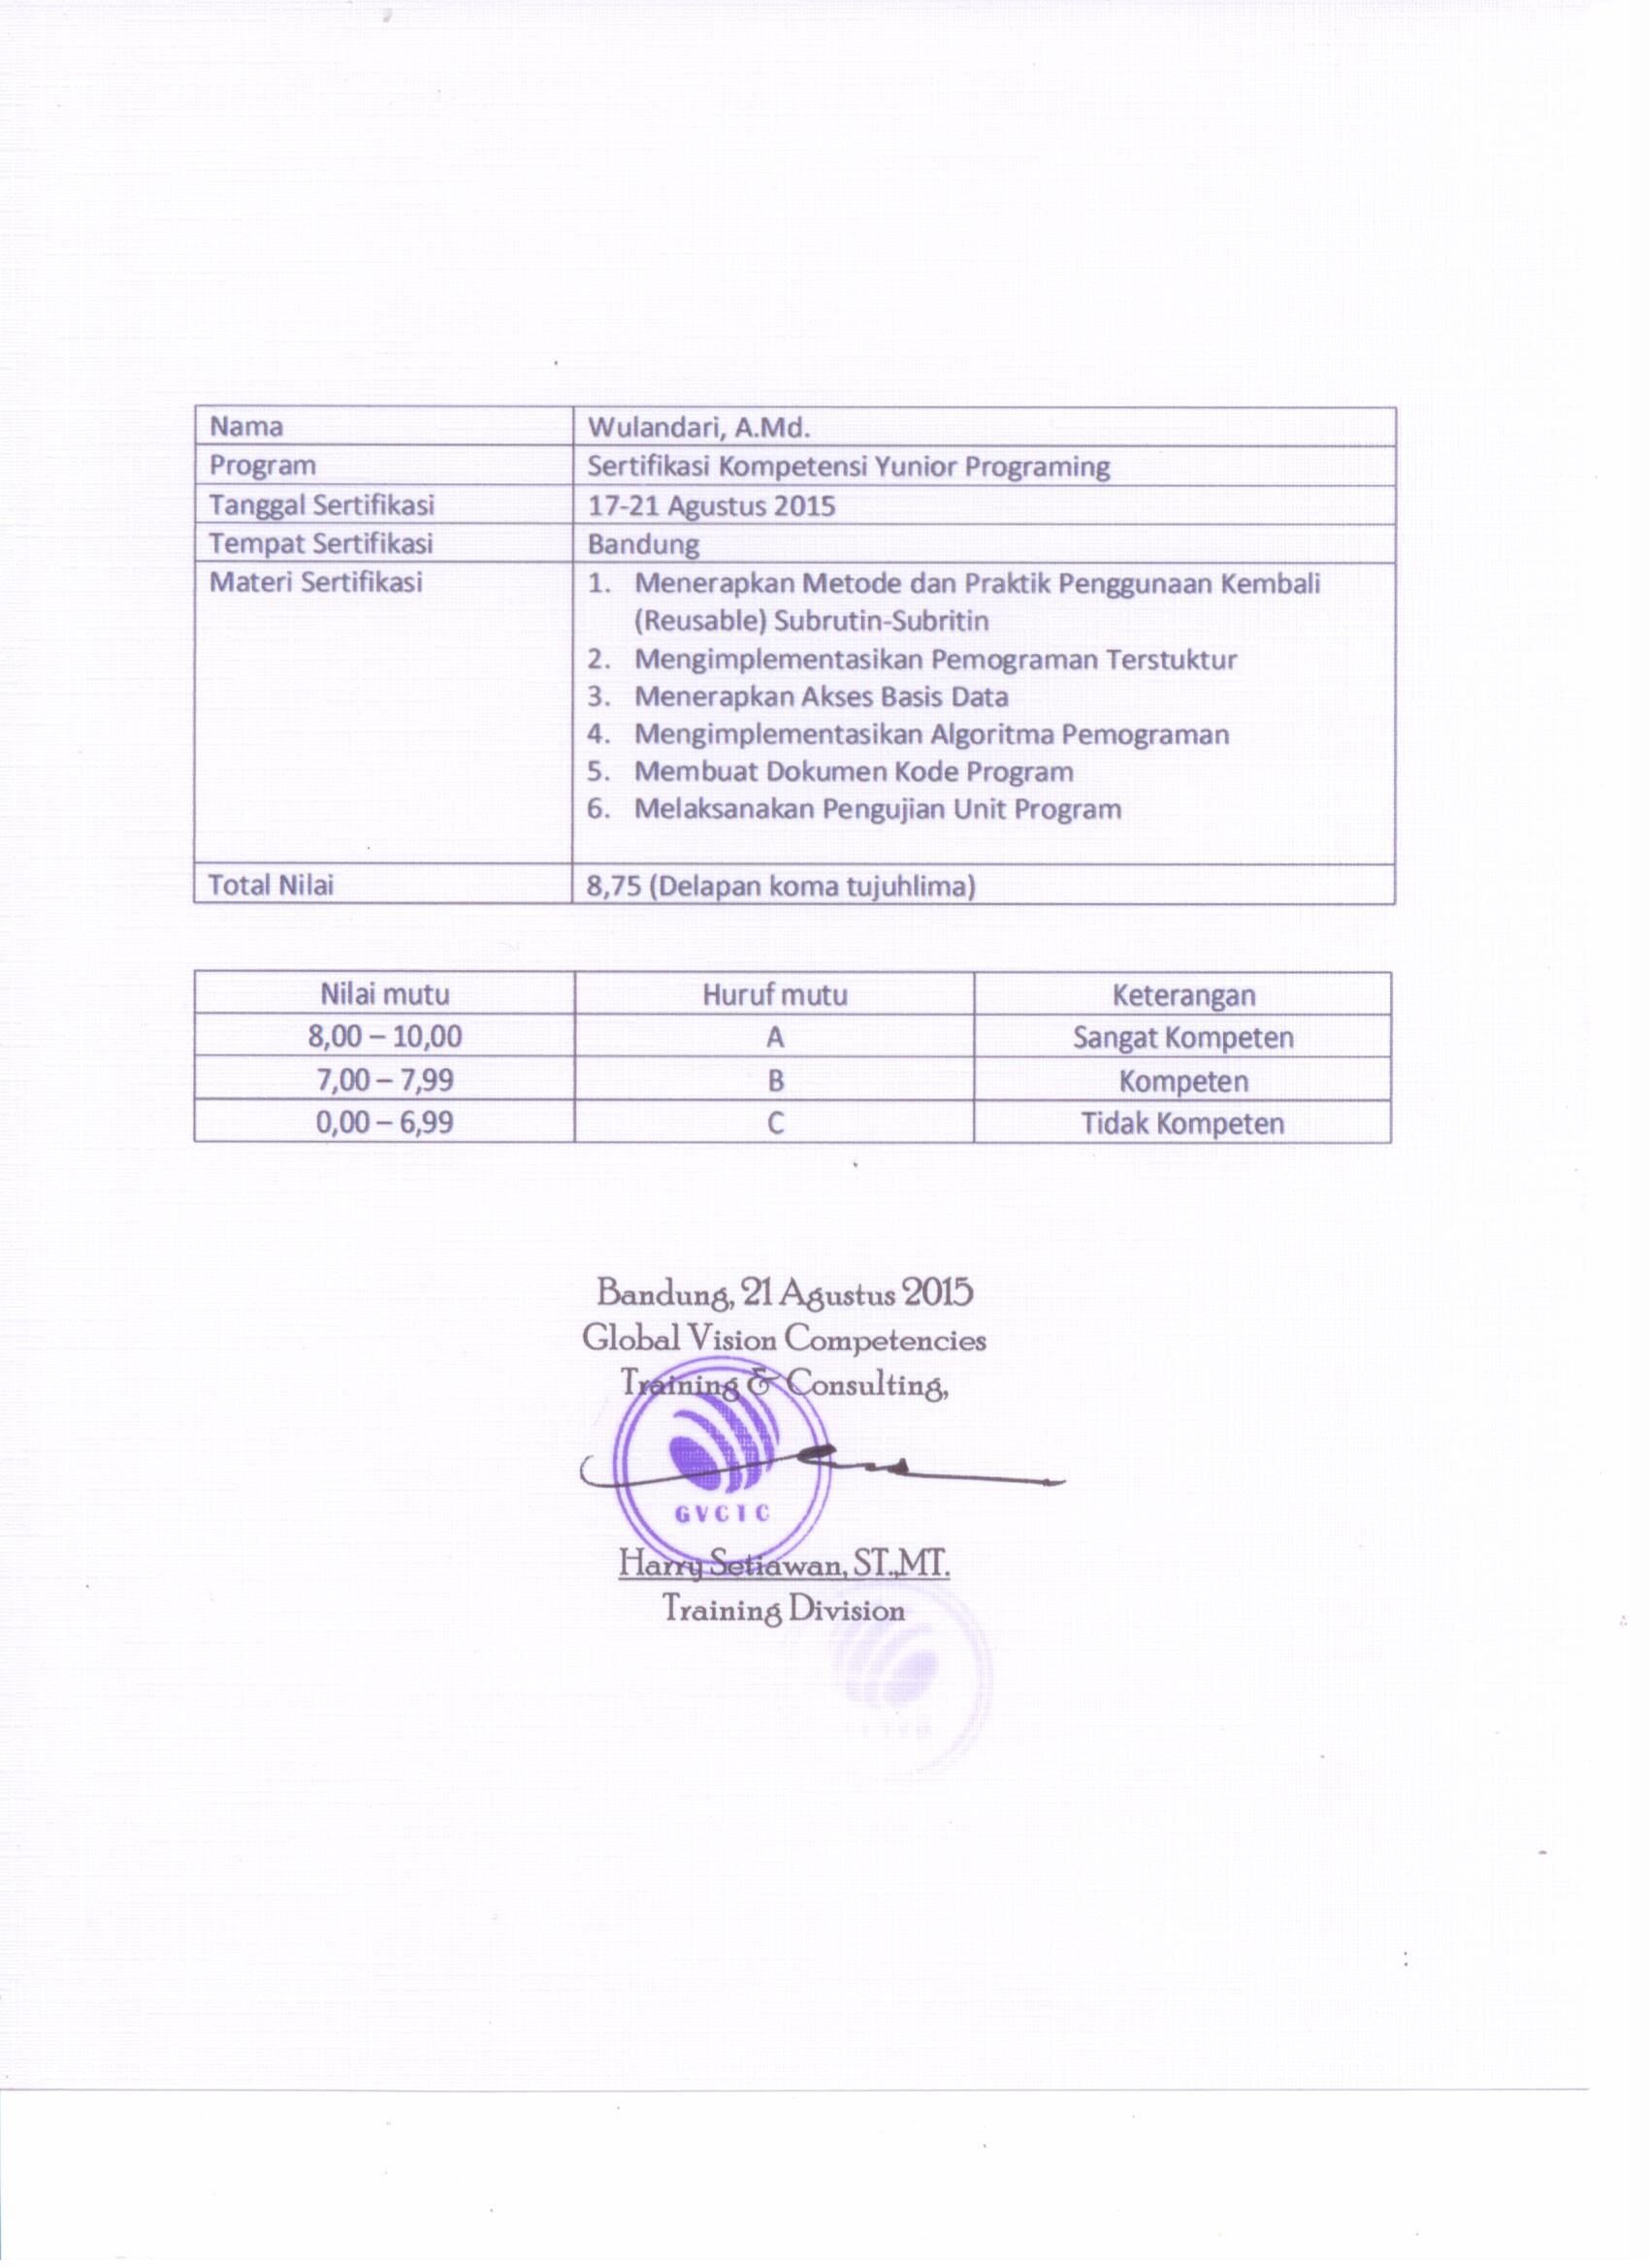 Nama Wulandari, A.Md.
Program Sertifikasi Kompetensi Yunior Programing
Tanggal Sertifikasi 17-21 Agustus 2015
Tempat Sertifikasi Bandung
Materi Sertifikasi 1. Menerapkan Metode dan Praktik Penggunaan Kembali
(Reusable) Subrutin-Subritin
2. Mengimplementasikan Pemograman Terstuktur
3. Menerapkan Akses Basis Data
4. Mengimplementasikan Algoritma Pemograman
5. Membuat Dokumen Kode Program
6. Melaksanakan Pengujian Unit Program
Total Nilai 8,75 (Delapan koma tujuhlima)
Nilai mutu Huruf mutu Keterangan
8,00 – 10,00 A Sangat Kompeten
7,00 – 7,99 B Kompeten
0,00 – 6,99 C Tidak Kompeten
Bandung, 21 Agustus 2015
Global Vision Competencies
Training & Consulting,
GVCTC
Harry Setiawan, ST.,MT.
Training Division